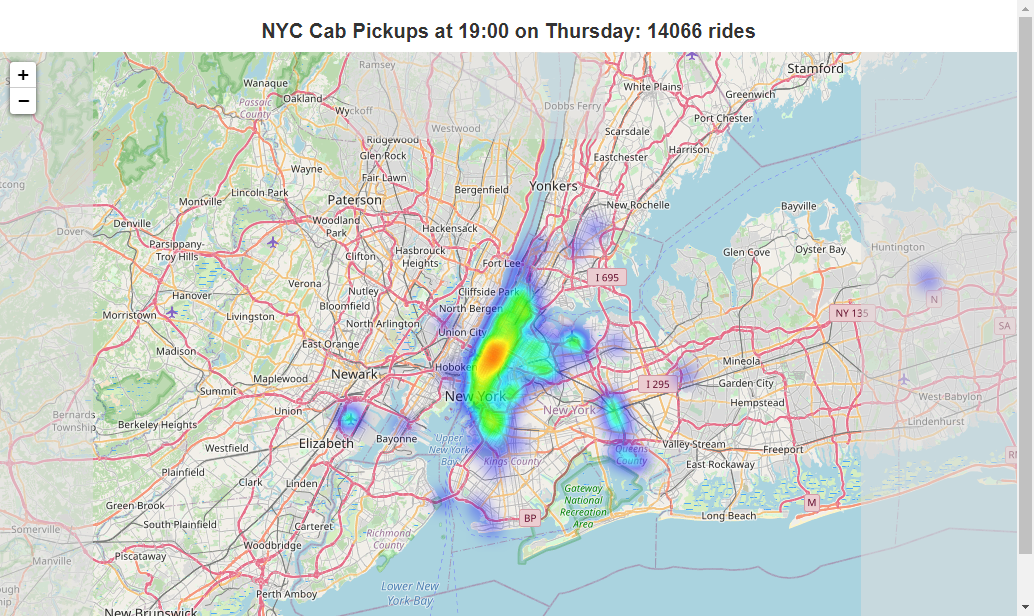 NYC Cab Pickups at 19:00 on Thursday: 14066 rides
+
−
Ramsey
Stamford
Wanaque
Oakland
White Plains
Greenwich
Passaic
County
Wyckoff
Dobbs Ferry
Port Chester
Westwood
Scarsdale
Ridgewood
Harrison
Glen Rock
Eastchester
Wayne
Fair Lawn
Lincoln Park
Bergenfield
Yonkers
Montville
Paterson
New Rochelle
Bayville
Denville
Woodland
Park
Hackensack
Dover
Parsippany-
Troy Hills
Clifton
Hasbrouck
Heights
Fort Lee
Glen Cove
Oyster Bay
Huntington
I 695
Verona
Nutley
Cliffside Park
Hanover
Bloomfield
North Bergen
N
Morristown
Livingston
North Arlington
Union City
NY 135
SA
East Orange
Madison
Mineola
Newark
Hoboken
Maplewood
I 295
Garden City
Summit
New York
West Babylon
Hempstead
Union
New York
Bernards
Township
Berkeley Heights
Lindenhurst
Elizabeth
Bayonne
Upper
New York
Bay
Valley Stream
Freeport
Westfield
Queens
County
Kings County
East Rockaway
Plainfield
Clark
Linden
Gateway
National
Recreation
Area
Green Brook
M
South Plainfield
BP
Long Beach
Carteret
Somerville
Richmond
County
Woodbridge
Piscataway
Manville
Perth Amboy
Lower New
York Bay
New Brunswick